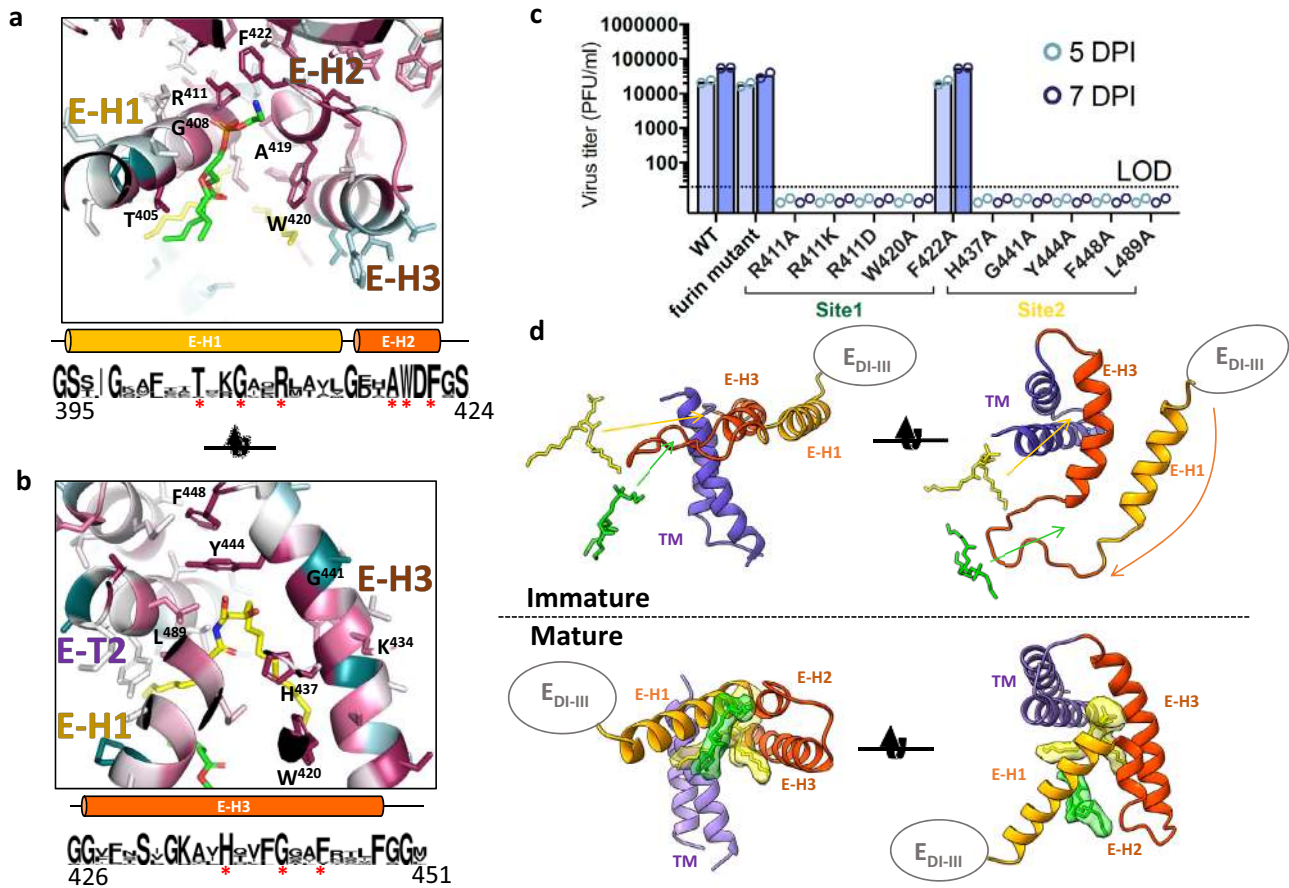 a
F422
E-H2
R411
E-H1
G408
A419
T405
W420
E-H3
E-H1
E-H2
395
424
b
F448
Y444
G441
E-H3
E-T2
L489
K434
H437
E-H1
W420
E-H3
426
451
c
Virus titer (PFU/ml)
1000000
100000
10000
1000
100
5 DPI
7 DPI
LOD
WT
furin mutant
R411A
R411K
R411D
W420A
F422A
H437A
G441A
Y444A
F448A
L489A
Site1
Site2
d
EDI-III
E-H3
E-H1
TM
E-H3
EDI-III
TM
E-H1
Immature
Mature
EDI-III
E-H1
E-H2
E-H3
TM
TM
E-H3
E-H1
E-H2
EDI-III